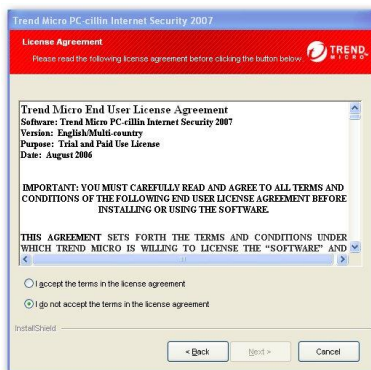 Trend Micro PC-cillin Internet Security 2007
License Agreement
Please read the following license agreement before clicking the button below.
TREND
MICRO
Trend Micro End User License Agreement
Software: Trend Micro PC-cillin Internet Security 2007
Version: English/Multi-country
Purpose: Trial and Paid Use License
Date: August 2006
IMPORTANT: YOU MUST CAREFULLY READ AND AGREE TO ALL TERMS AND
CONDITIONS OF THE FOLLOWING END USER LICENSE AGREEMENT BEFORE
INSTALLING OR USING THE SOFTWARE.
THIS AGREEMENT SETS FORTH THE TERMS AND CONDITIONS UNDER
WHICH TREND MICRO IS WILLING TO LICENSE THE “SOFTWARE” AND
I accept the terms in the license agreement
I do not accept the terms in the license agreement
InstallShield
< Back Next > Cancel